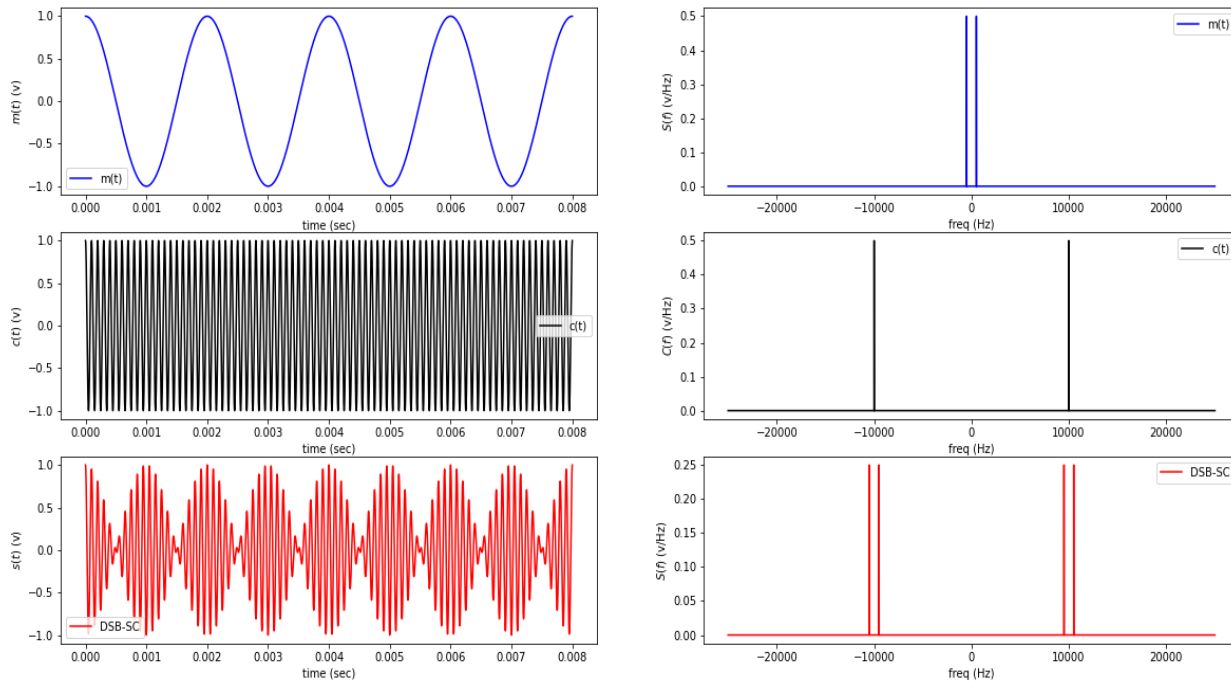 1.0
0.5
0.0
−0.5
−1.0
m(t) (v)
m(t)
0.000 0.001 0.002 0.003 0.004 0.005 0.006 0.007 0.008
time (sec)
0.5
0.4
0.3
0.2
0.1
0.0
S(f) (v/Hz)
m(t)
−20000 −10000 0 10000 20000
freq (Hz)
1.0
0.5
0.0
−0.5
−1.0
c(t) (v)
c(t)
0.000 0.001 0.002 0.003 0.004 0.005 0.006 0.007 0.008
time (sec)
0.5
0.4
0.3
0.2
0.1
0.0
C(f) (v/Hz)
c(t)
−20000 −10000 0 10000 20000
freq (Hz)
1.0
0.5
0.0
−0.5
−1.0
s(t) (v)
DSB-SC
0.000 0.001 0.002 0.003 0.004 0.005 0.006 0.007 0.008
time (sec)
0.25
0.20
0.15
0.10
0.05
0.00
S(f) (v/Hz)
DSB-SC
−20000 −10000 0 10000 20000
freq (Hz)